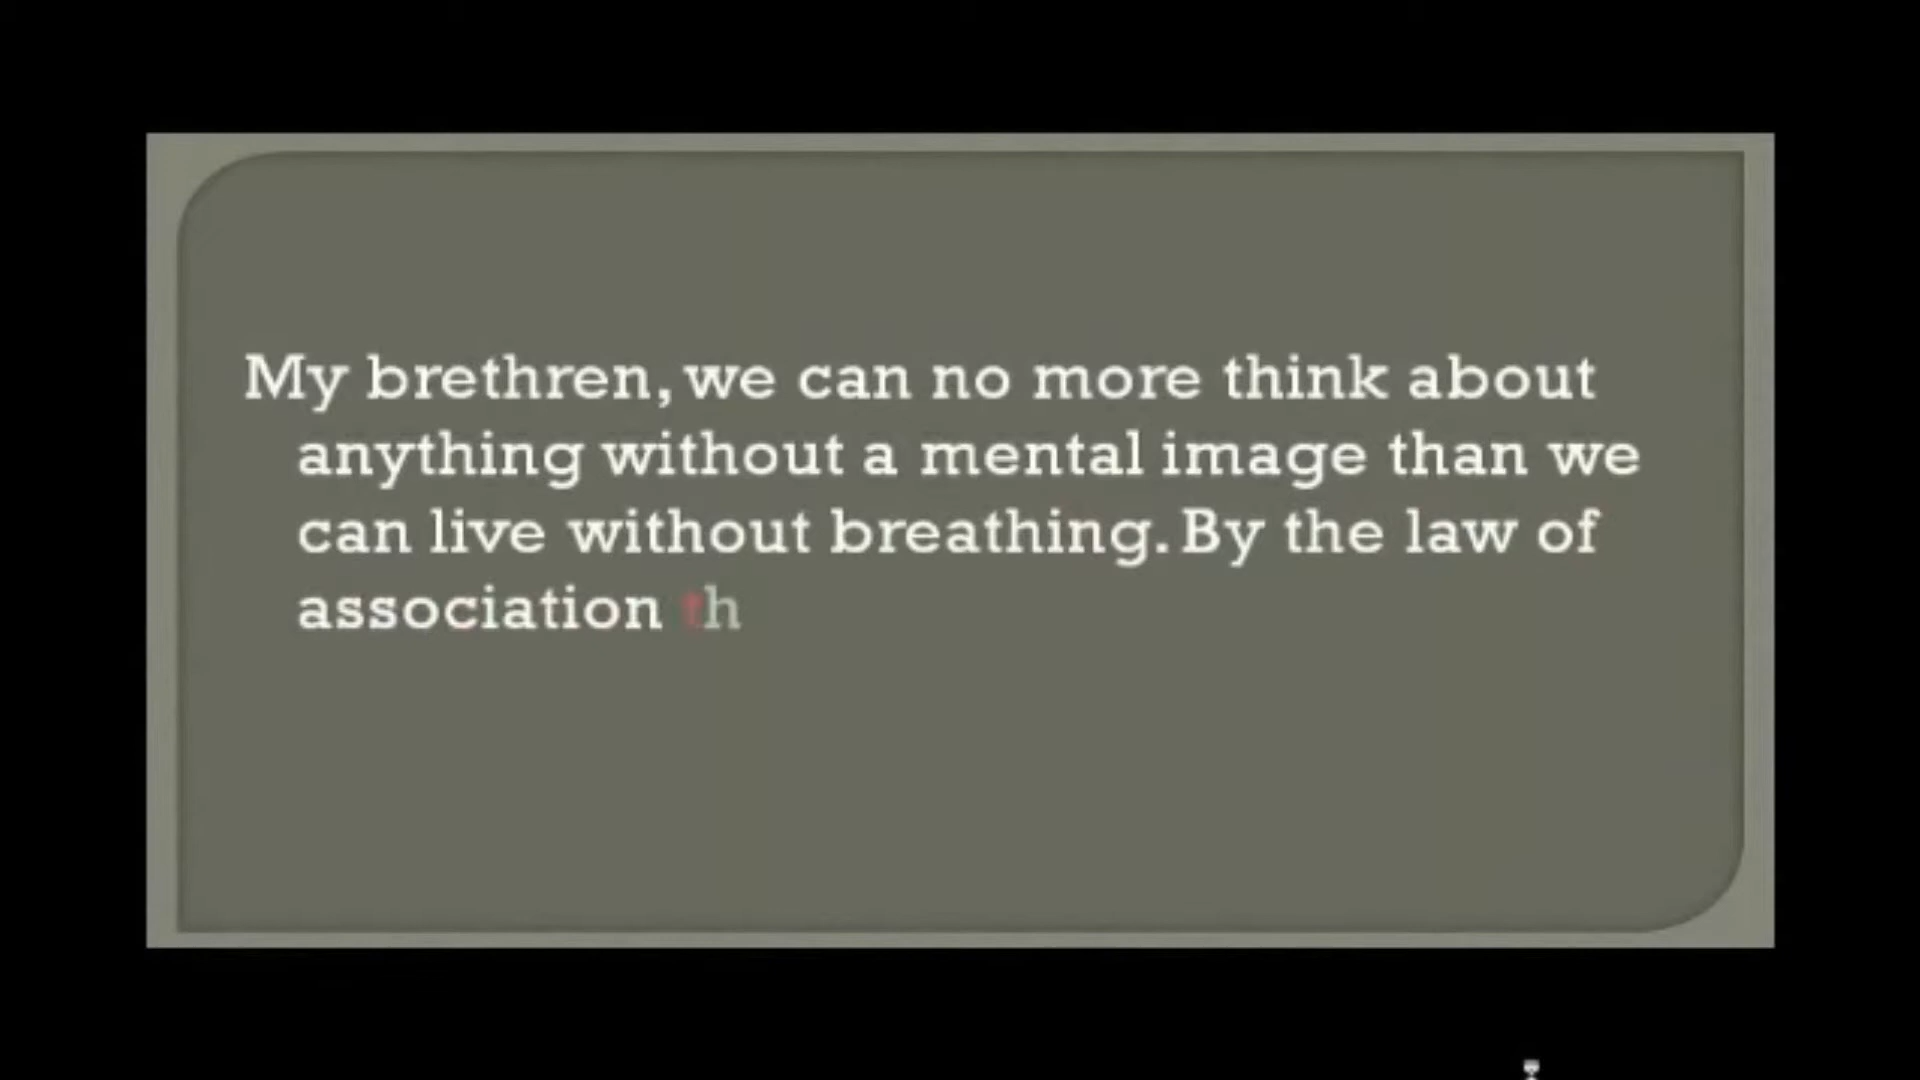 My brethren, we can no more think about
anything without a mental image than we
can live without breathing. By the law of
association th